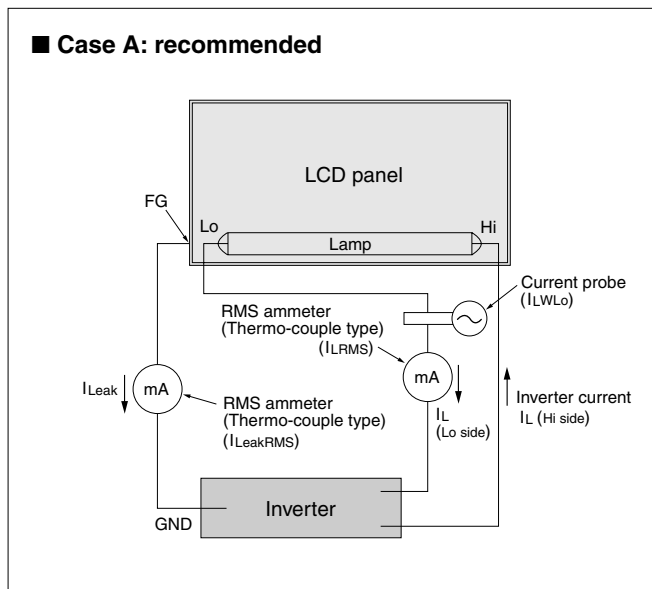 ■ Case A: recommended
LCD panel
FG
Lo
Hi
Lamp
Current probe
(ILWLo)
RMS ammeter
(Thermo-couple type)
(ILRMS)
ILeak
mA
mA
RMS ammeter
(Thermo-couple type)
(ILeakRMS)
IL
(Lo side)
Inverter current
IL (Hi side)
Inverter
GND